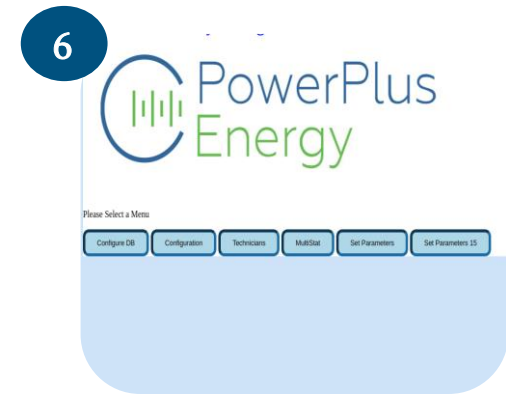 6
PowerPlus
Energy
Please Select a Menu
Configure DB Configuration Technicians MultiStat Set Parameters Set Parameters 15